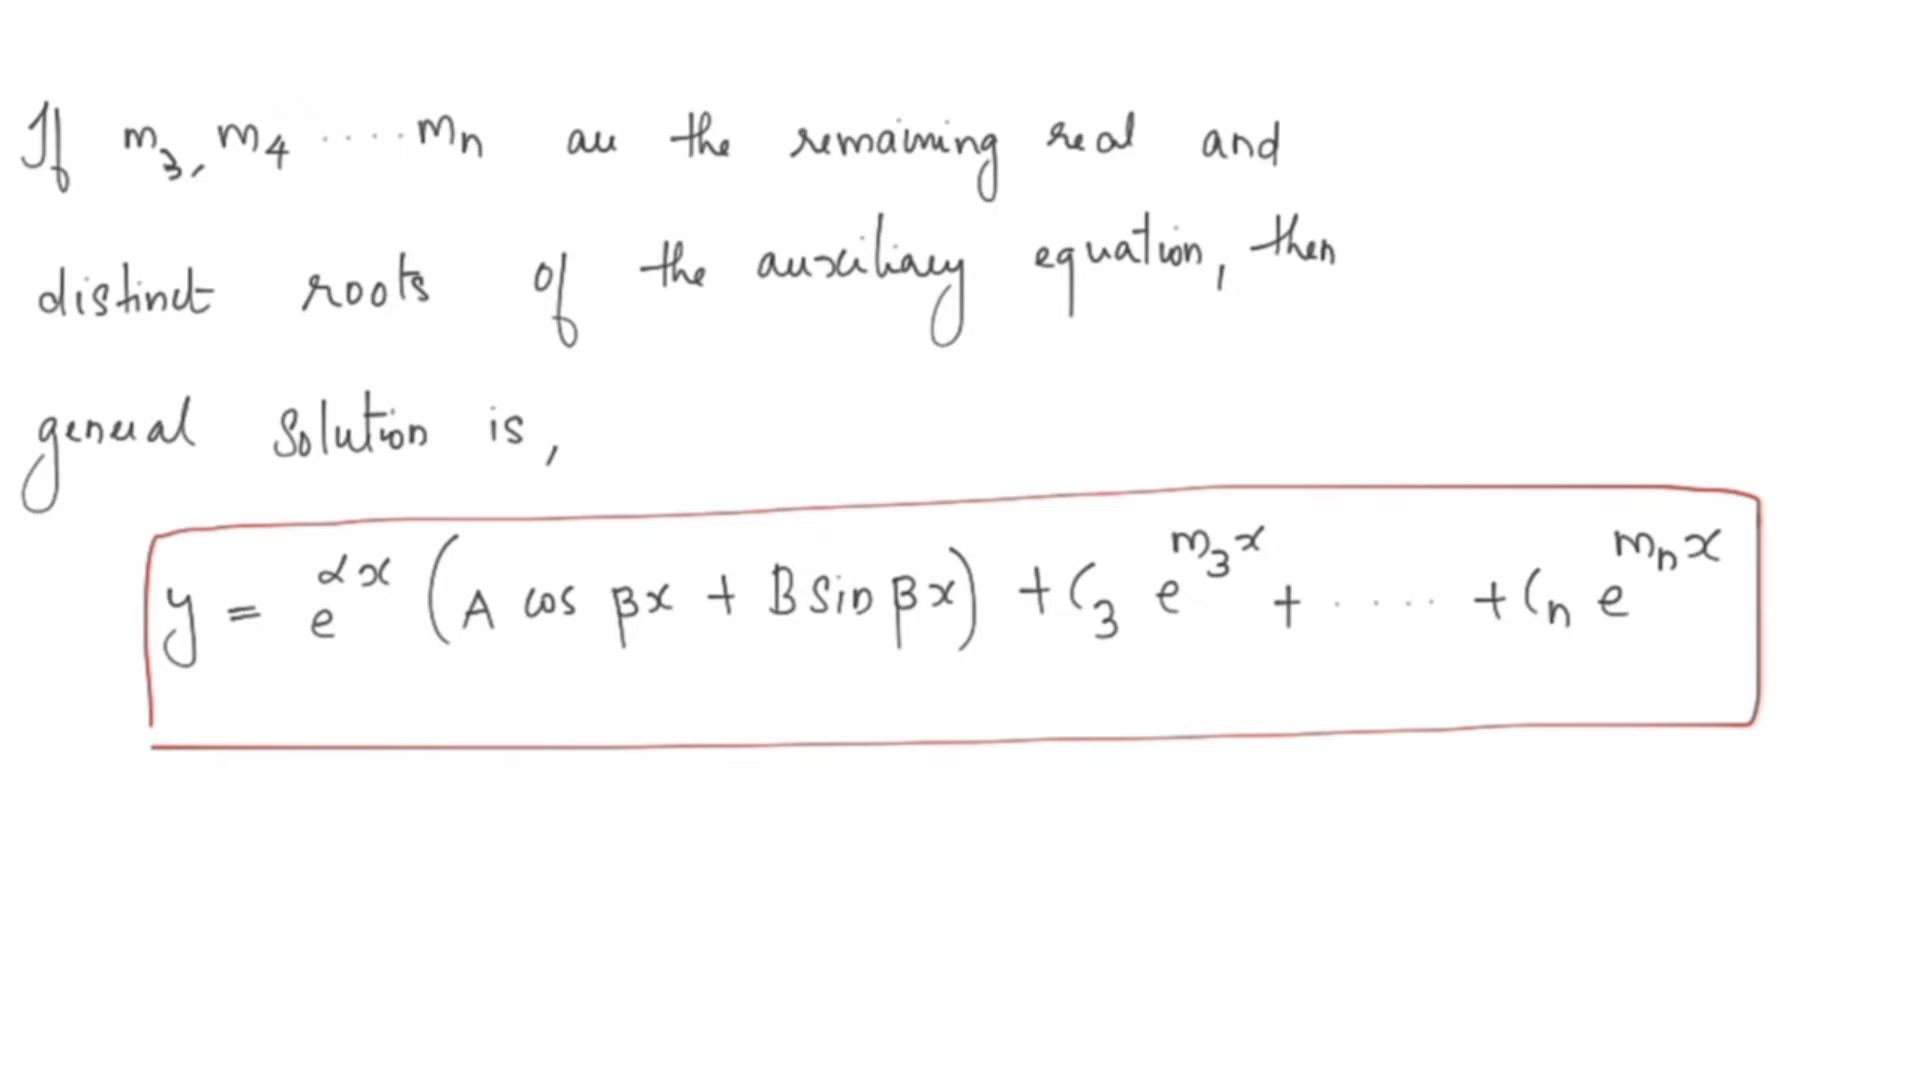 If m₃, m₄ ····· mₙ are the remaining real and
distinct roots of the auxiliary equation, then
general solution is,
y = e^{αx} (A cos βx + B sin βx) + C₃ e^{m₃x} + ····· + Cₙ e^{mₙx}